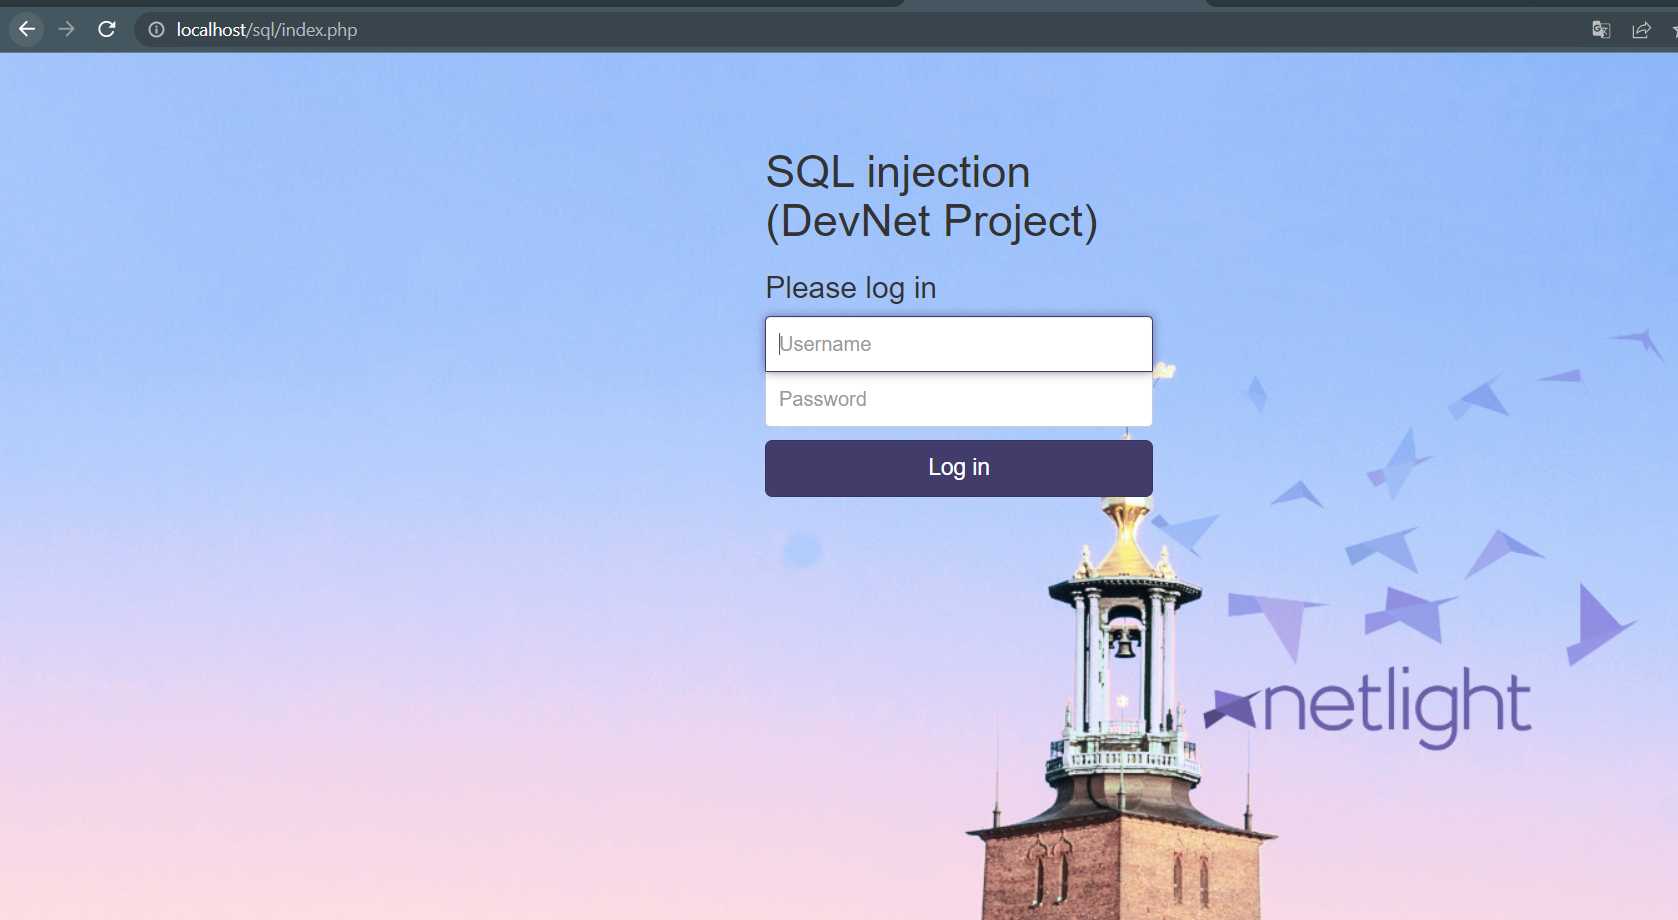 localhost/sql/index.php
SQL injection
(DevNet Project)
Please log in
Username
Password
Log in
netlight